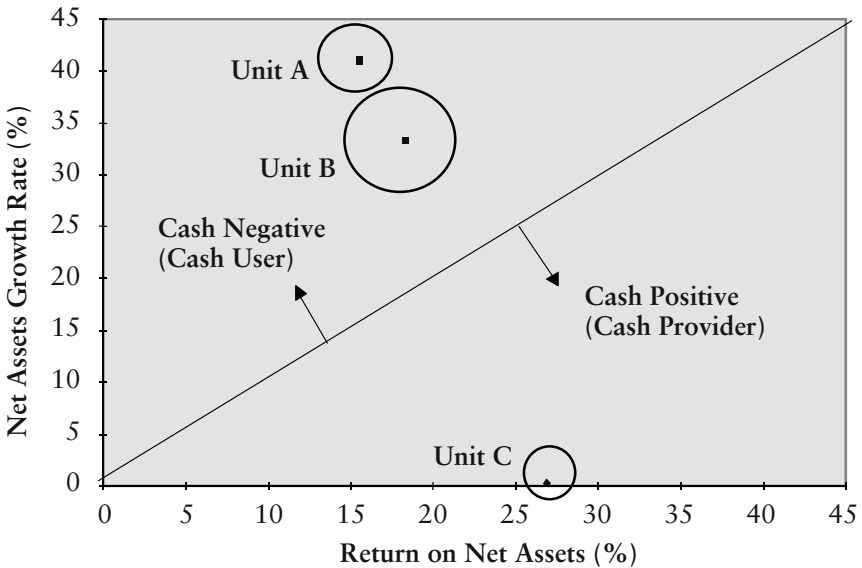 Net Assets Growth Rate (%)
45
40
35
30
25
20
15
10
5
0
Unit A
Unit B
Cash Negative
(Cash User)
Cash Positive
(Cash Provider)
Unit C
0
5
10
15
20
25
30
35
40
45
Return on Net Assets (%)